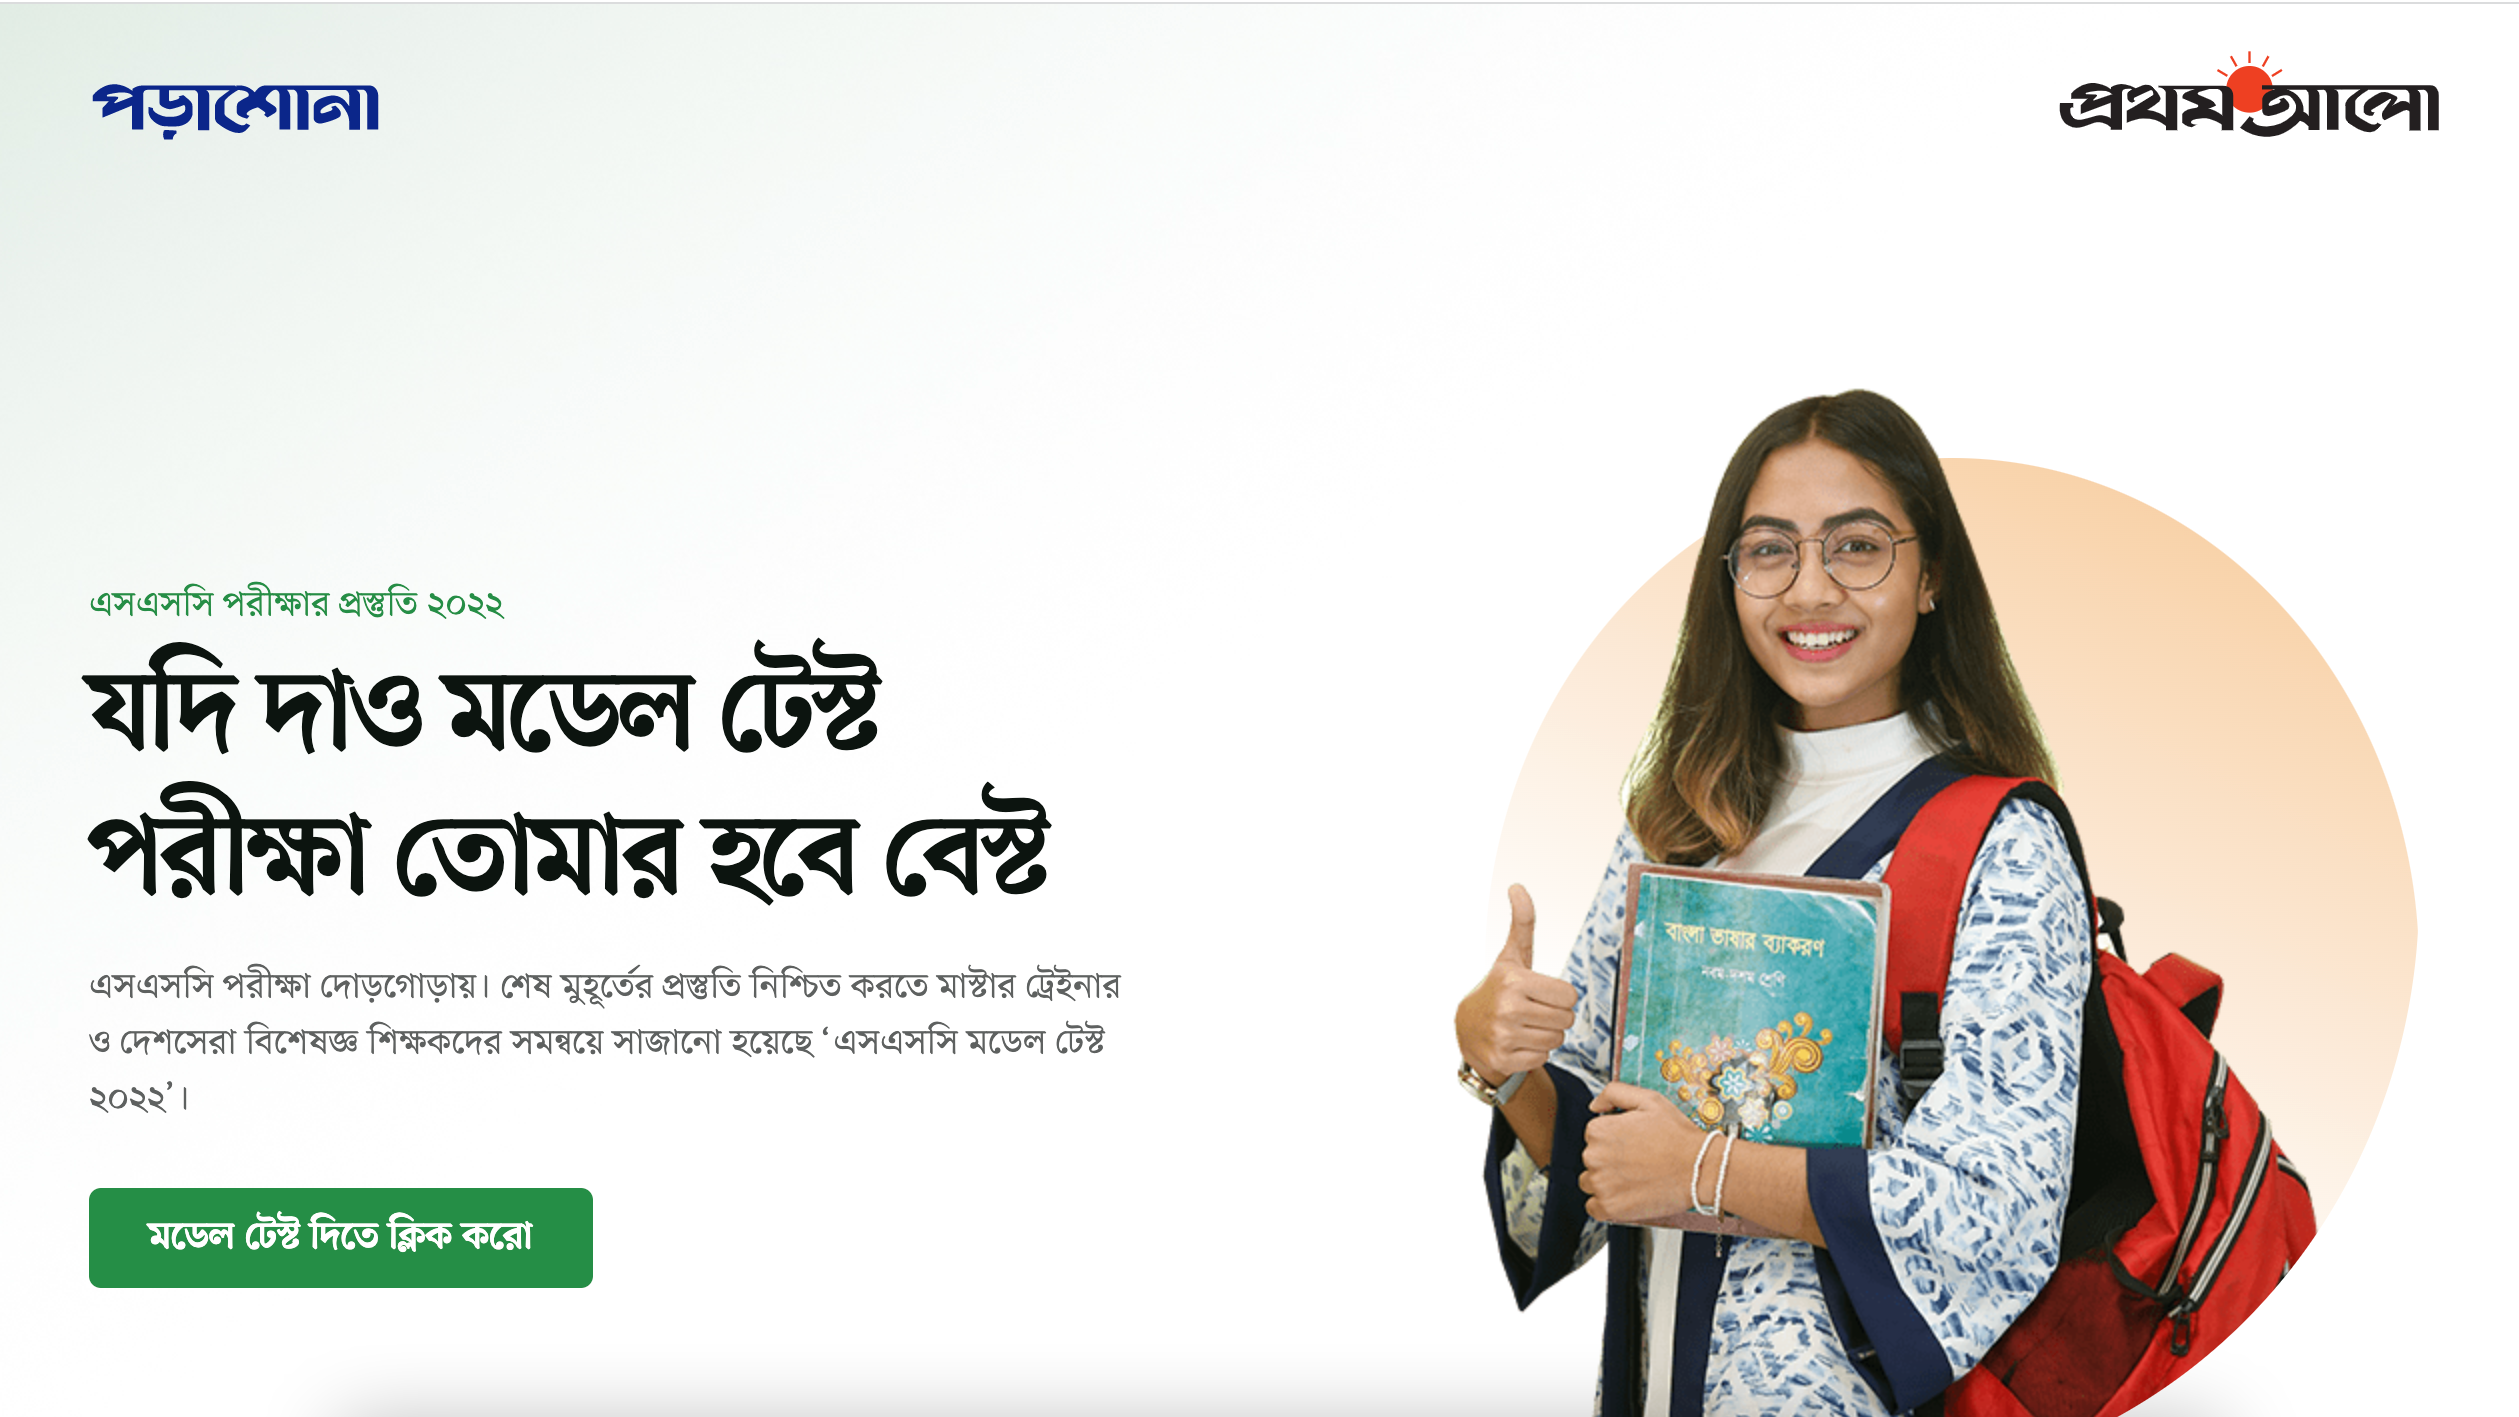 পড়াশোনা
প্রথম আলো
এসএসসি পরীক্ষার প্রস্তুতি ২০২২
যদি দাও মডেল টেস্ট
পরীক্ষা তোমার হবে বেস্ট
এসএসসি পরীক্ষা দোড়গোড়ায়। শেষ মুহূর্তের প্রস্তুতি নিশ্চিত করতে মাস্টার ট্রেইনার
ও দেশসেরা বিশেষজ্ঞ শিক্ষকদের সমন্বয়ে সাজানো হয়েছে ‘এসএসসি মডেল টেস্ট
২০২২’।
মডেল টেস্ট দিতে ক্লিক করো
বাংলা ভাষার ব্যাকরণ
নবম-দশম শ্রেণি